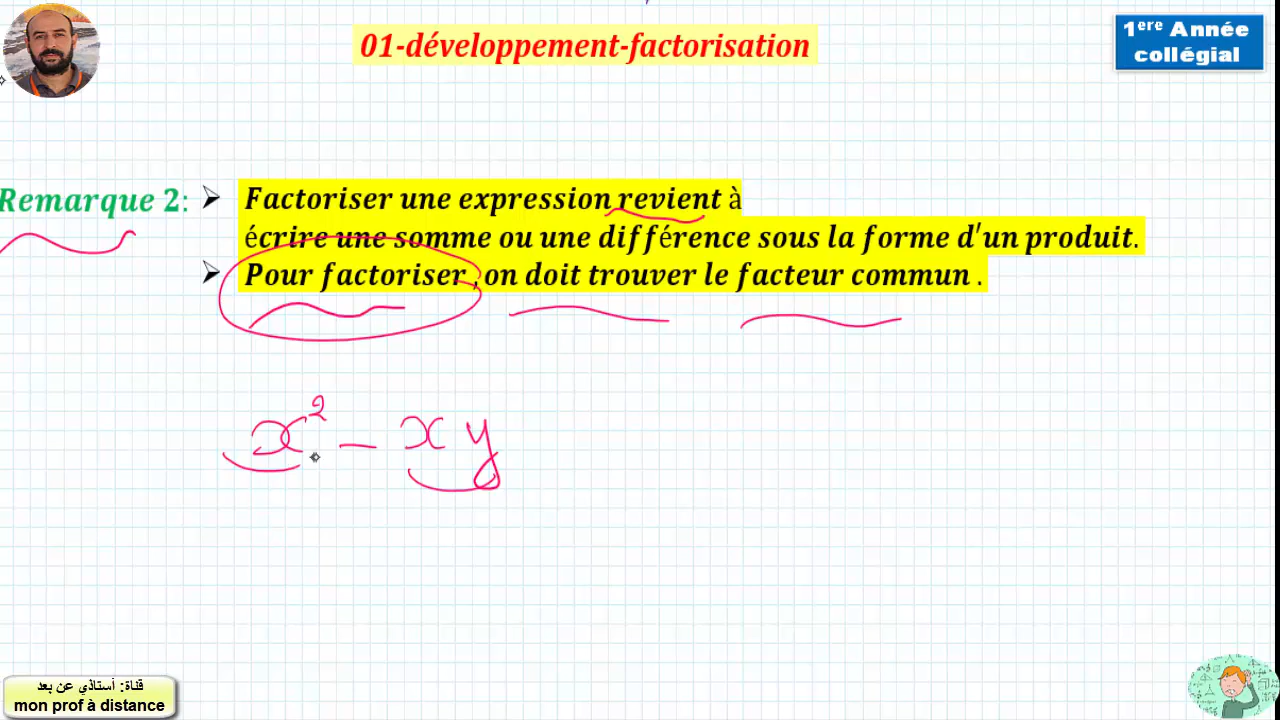 01-développement-factorisation
1ere Année
collégial
Remarque 2: ➢ Factoriser une expression revient à
écrire une somme ou une différence sous la forme d'un produit.
➢ Pour factoriser, on doit trouver le facteur commun .
x² − xy
قناة: أستاذي عن بعد
mon prof à distance